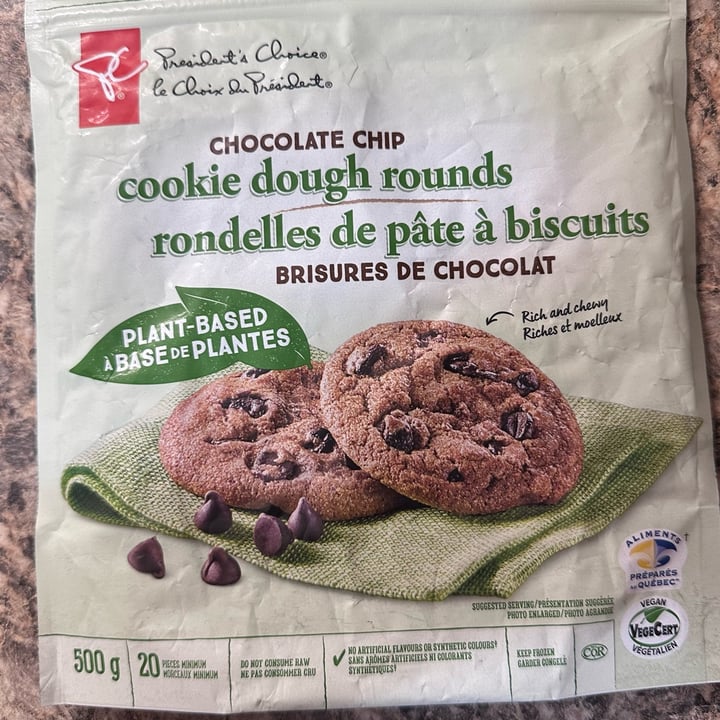 President's Choice®
le Choix du Président®
CHOCOLATE CHIP
cookie dough rounds
rondelles de pâte à biscuits
BRISURES DE CHOCOLAT
PLANT-BASED
À BASE DE PLANTES
Rich and chewy
Riches et moelleux
ALIMENTS†
PRÉPARÉS
AU QUÉBEC™
SUGGESTED SERVING/PRÉSENTATION SUGGÉRÉE
PHOTO ENLARGED/PHOTO AGRANDIE
VEGAN
VEGECERT
VÉGÉTALIEN
500 g
20 PIECES MINIMUM
MORCEAUX MINIMUM
DO NOT CONSUME RAW
NE PAS CONSOMMER CRU
✓ NO ARTIFICIAL FLAVOURS OR SYNTHETIC COLOURS‡
SANS ARÔMES ARTIFICIELS NI COLORANTS
SYNTHÉTIQUES‡
KEEP FROZEN
GARDER CONGELÉ
COR